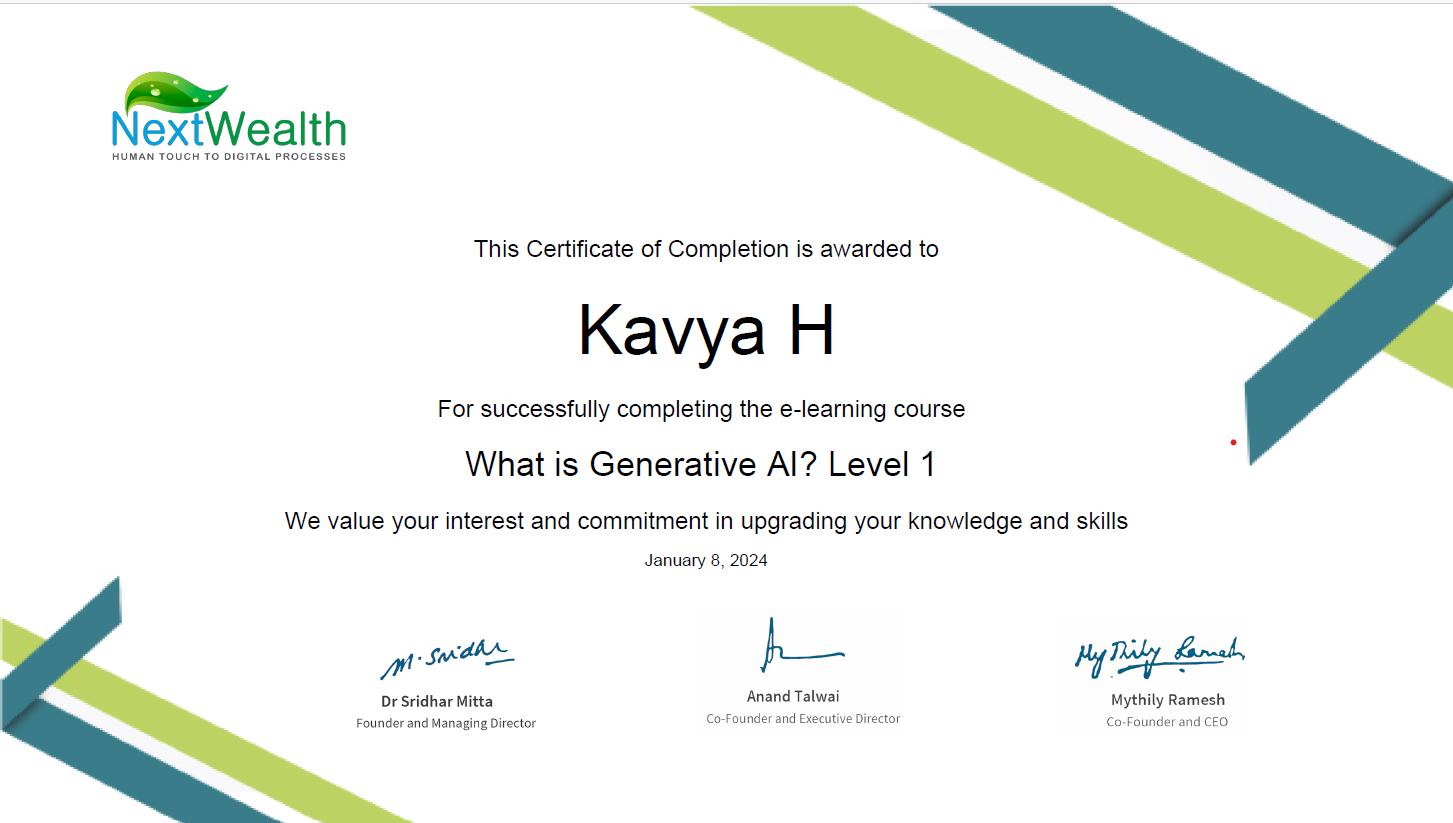 NextWealth
HUMAN TOUCH TO DIGITAL PROCESSES
This Certificate of Completion is awarded to
Kavya H
For successfully completing the e-learning course
What is Generative AI? Level 1
We value your interest and commitment in upgrading your knowledge and skills
January 8, 2024
M. Sridhar
Dr Sridhar Mitta
Founder and Managing Director
Anand Talwai
Co-Founder and Executive Director
Mythily Ramesh
Mythily Ramesh
Co-Founder and CEO